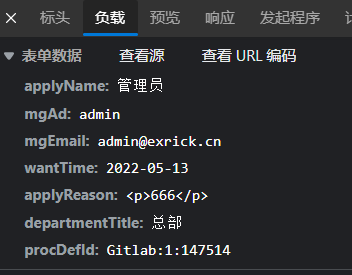 标头 负载 预览 响应 发起程序
表单数据 查看源 查看 URL 编码
applyName: 管理员
mgAd: admin
mgEmail: admin@exrick.cn
wantTime: 2022-05-13
applyReason: <p>666</p>
departmentTitle: 总部
procDefId: Gitlab:1:147514